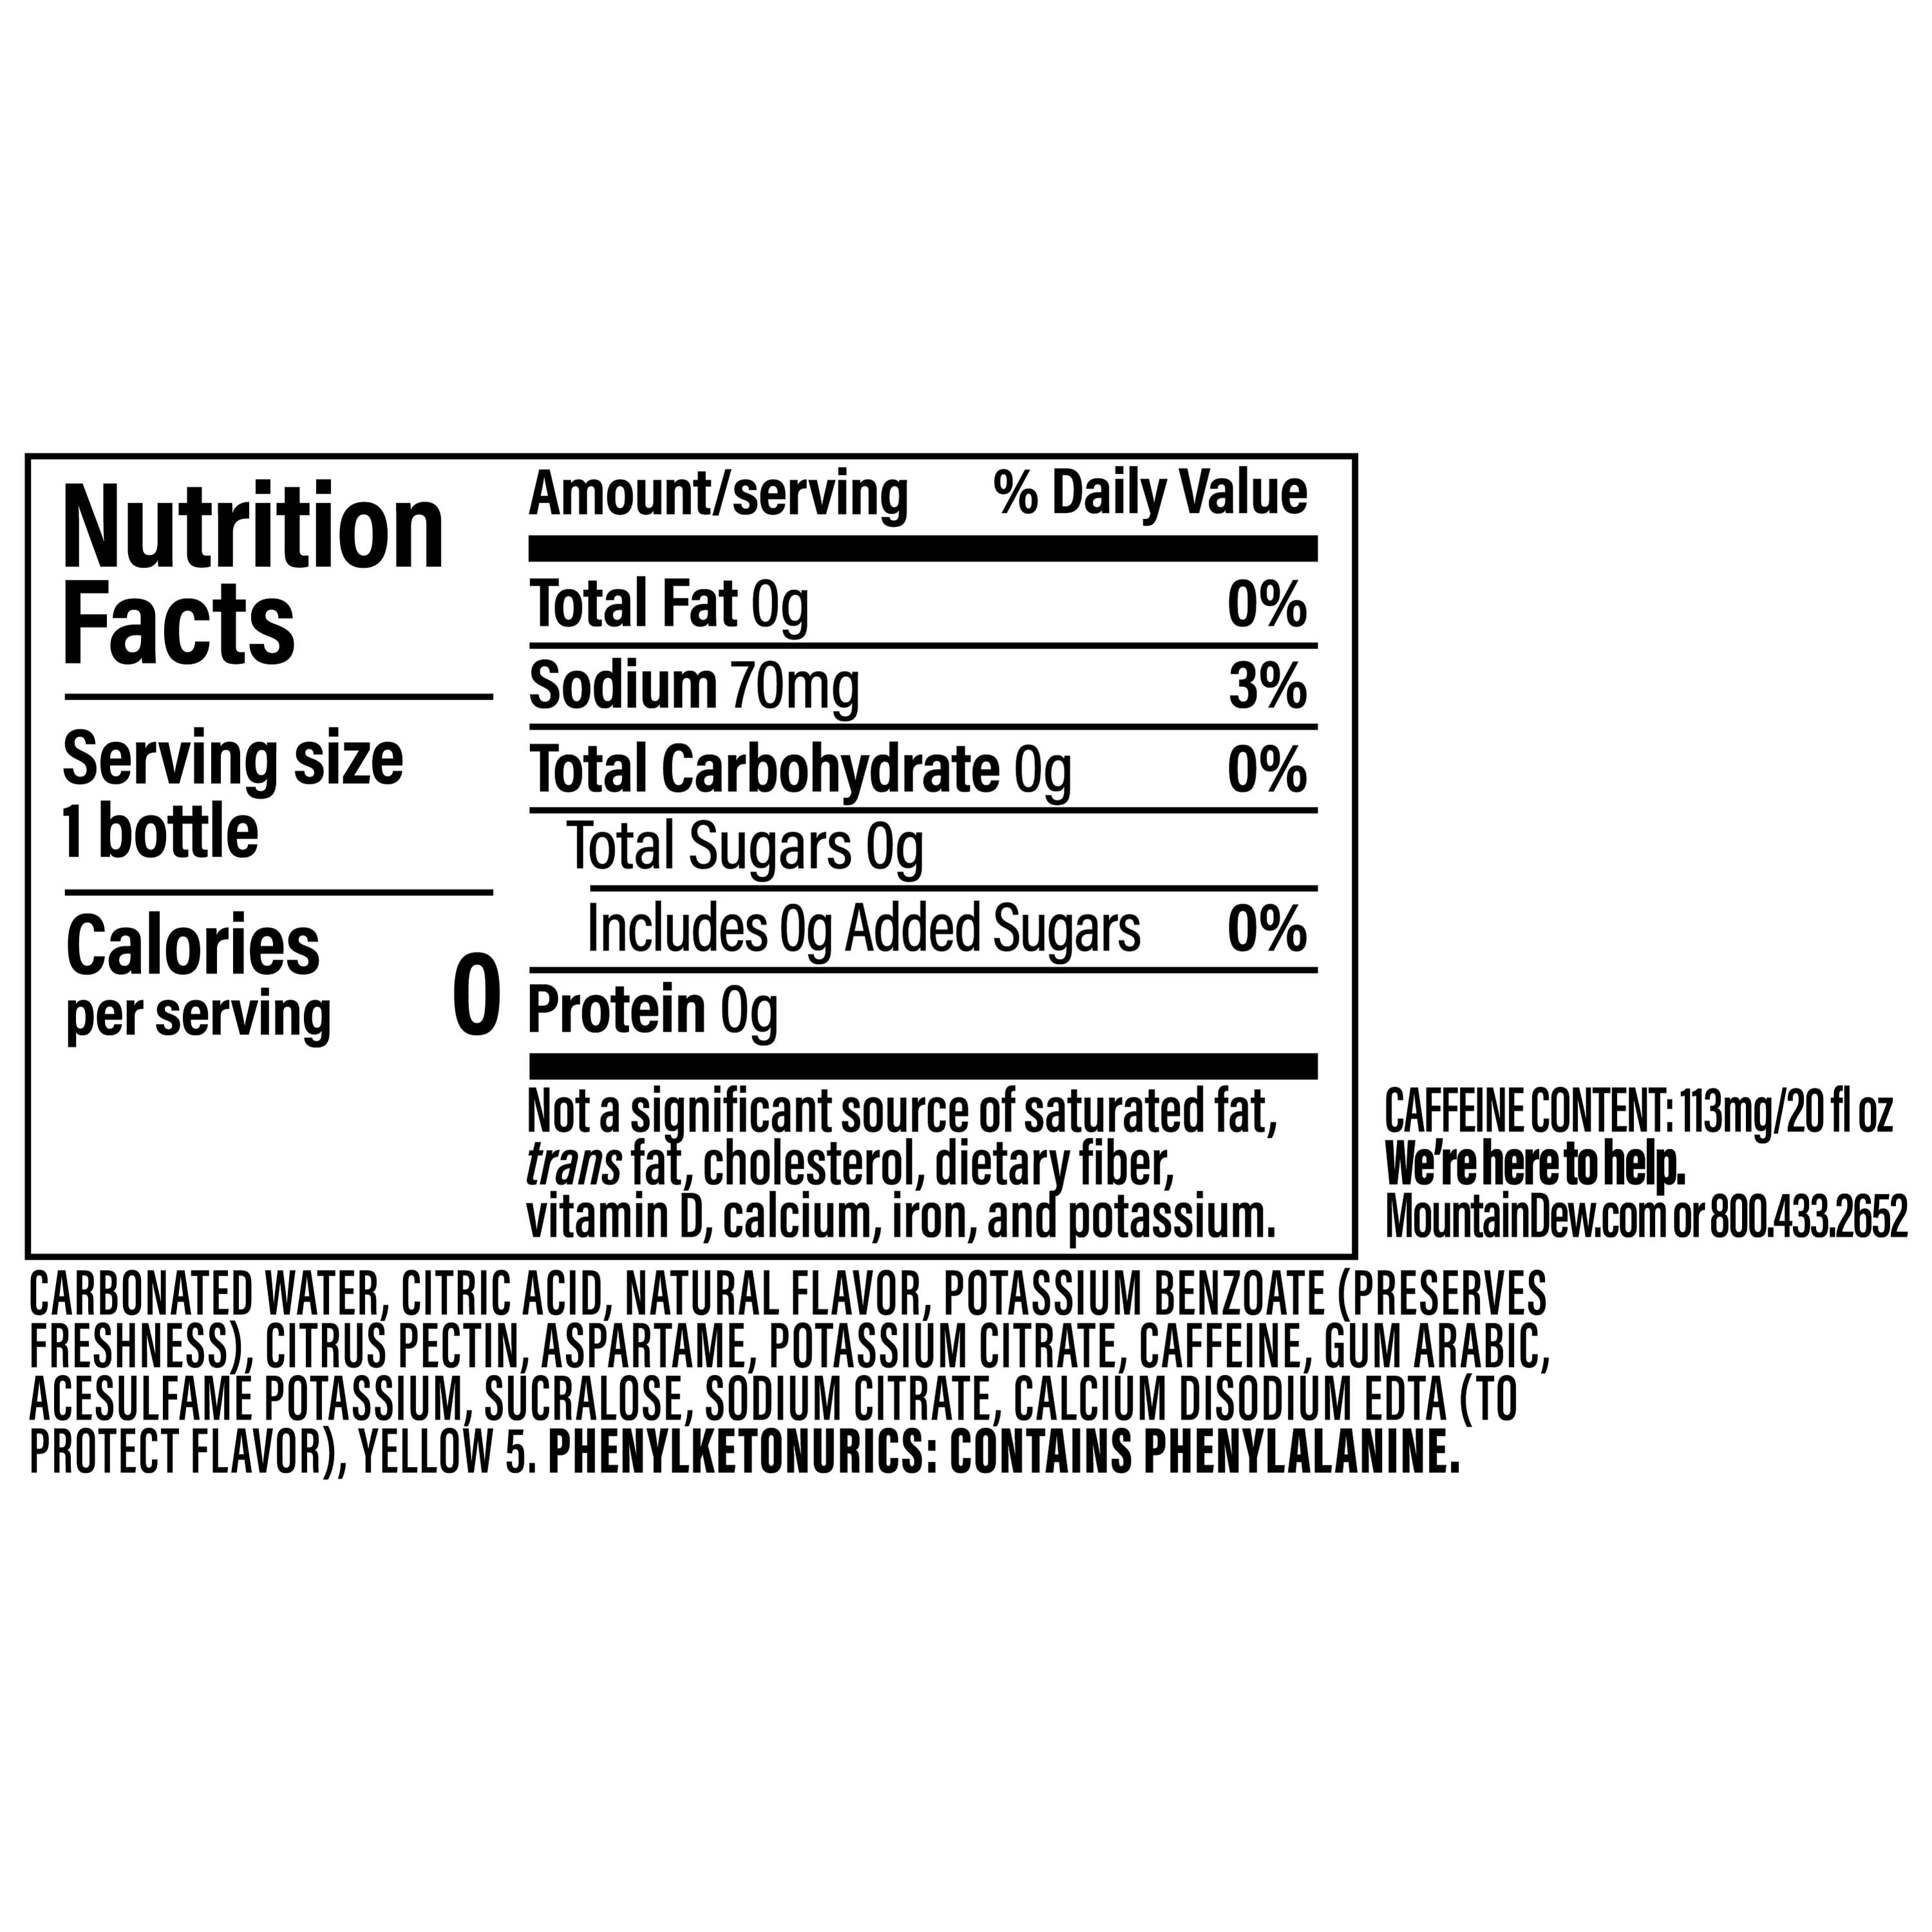 Nutrition
Facts
Serving size
1 bottle
Calories
per serving 0
Amount/serving % Daily Value
Total Fat 0g 0%
Sodium 70mg 3%
Total Carbohydrate 0g 0%
Total Sugars 0g
Includes 0g Added Sugars 0%
Protein 0g
Not a significant source of saturated fat,
trans fat, cholesterol, dietary fiber,
vitamin D, calcium, iron, and potassium.
CAFFEINE CONTENT: 113mg/20 fl oz
We're here to help.
MountainDew.com or 800.433.2652
CARBONATED WATER, CITRIC ACID, NATURAL FLAVOR, POTASSIUM BENZOATE (PRESERVES
FRESHNESS), CITRUS PECTIN, ASPARTAME, POTASSIUM CITRATE, CAFFEINE, GUM ARABIC,
ACESULFAME POTASSIUM, SUCRALOSE, SODIUM CITRATE, CALCIUM DISODIUM EDTA (TO
PROTECT FLAVOR), YELLOW 5. PHENYLKETONURICS: CONTAINS PHENYLALANINE.